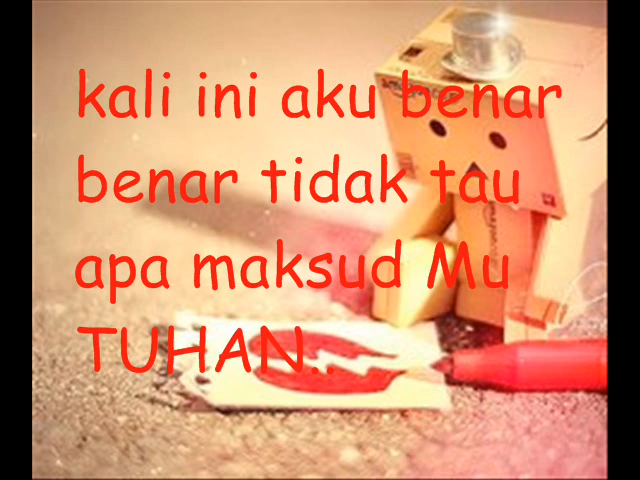 kali ini aku benar
benar tidak tau
apa maksud Mu
TUHAN..